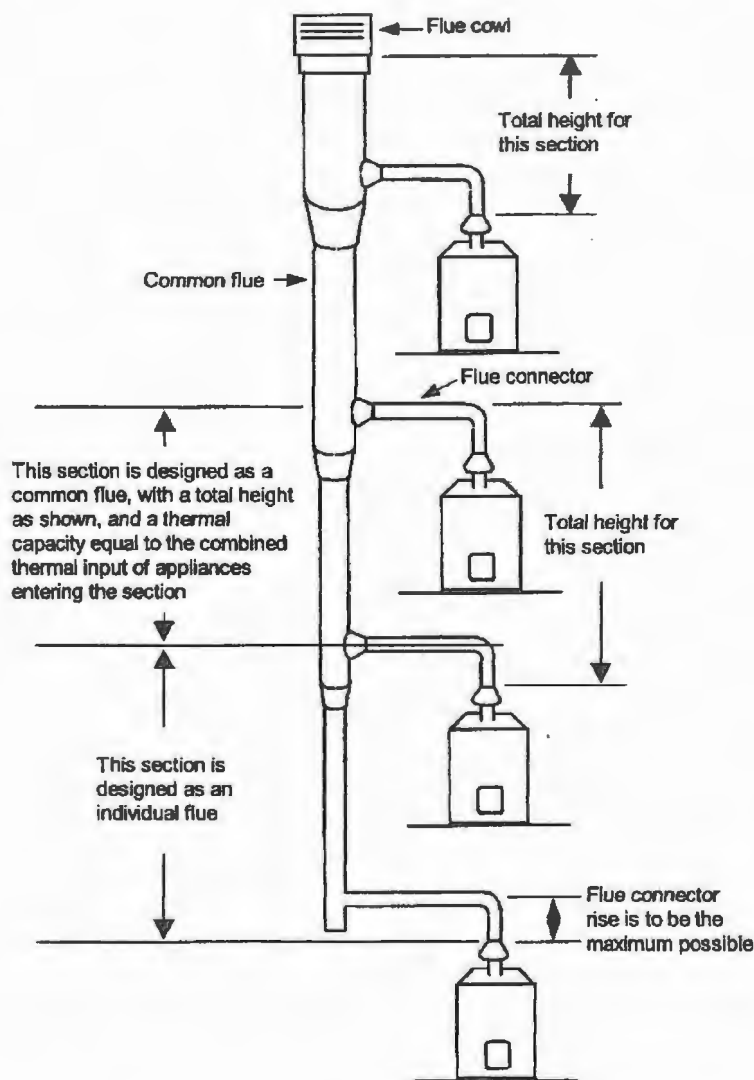 Flue cowl
Total height for
this section
Common flue
Flue connector
This section is designed as a
common flue, with a total height
as shown, and a thermal
capacity equal to the combined
thermal input of appliances
entering the section
Total height for
this section
This section is
designed as an
individual flue
Flue connector
rise is to be the
maximum possible